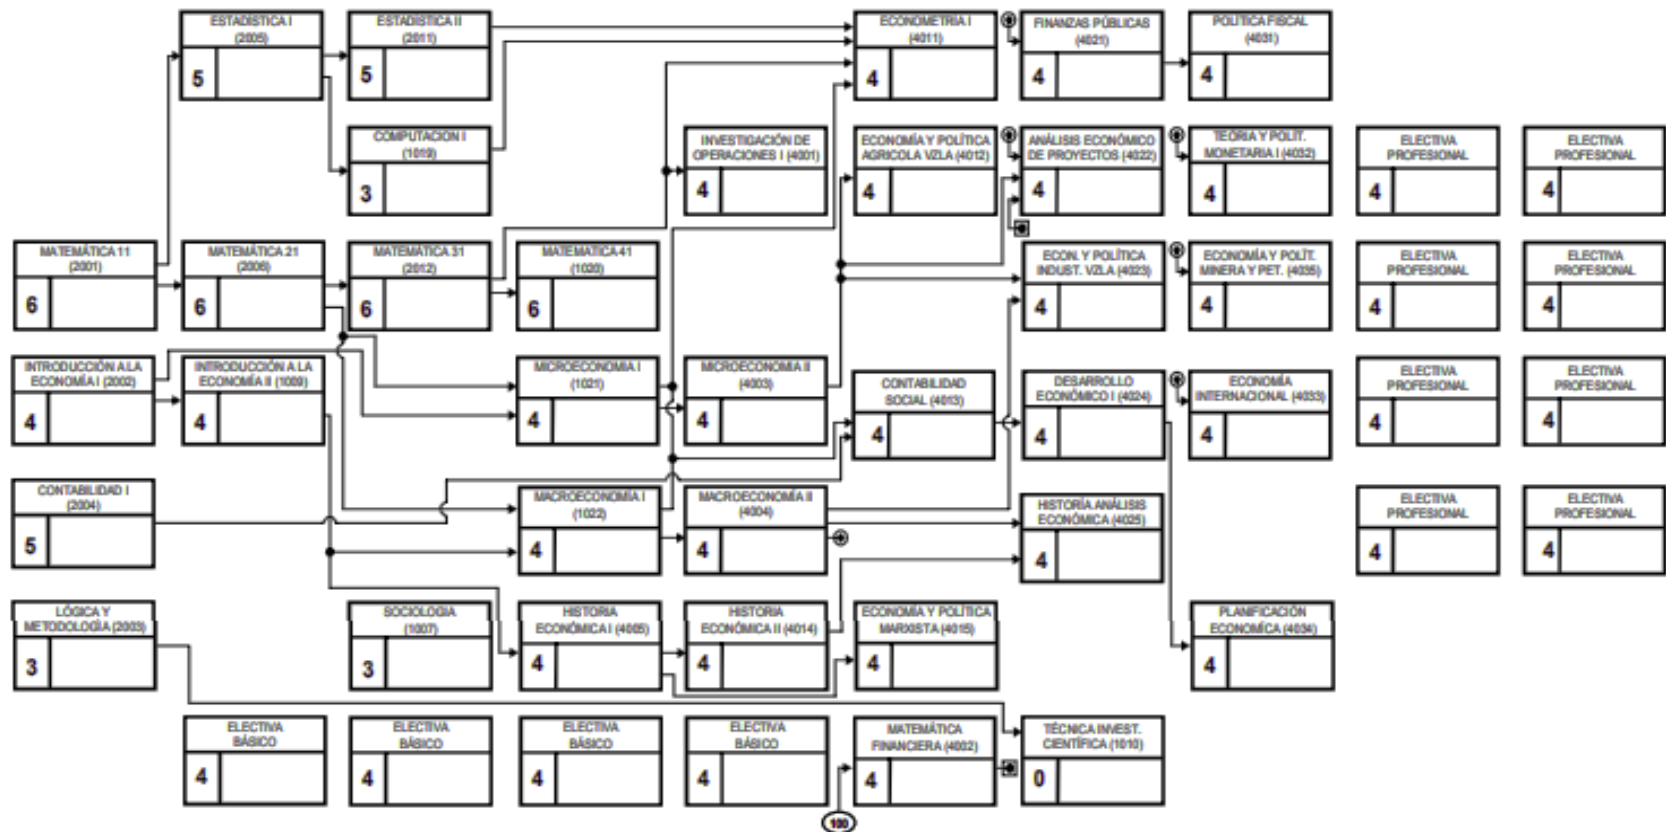 ESTADÍSTICA I
(2005)
5
ESTADÍSTICA II
(2011)
5
ECONOMETRIA I
(4011)
4
FINANZAS PÚBLICAS
(4021)
4
POLITICA FISCAL
(4031)
4
COMPUTACION I
(1019)
3
INVESTIGACIÓN DE
OPERACIONES I (4001)
4
ECONOMÍA Y POLÍTICA
AGRICOLA VZLA (4012)
4
ANÁLISIS ECONÓMICO
DE PROYECTOS (4022)
4
TEORIA Y POLIT.
MONETARIA I (4032)
4
ELECTIVA
PROFESIONAL
4
ELECTIVA
PROFESIONAL
4
MATEMÁTICA 11
(2001)
6
MATEMÁTICA 21
(2006)
6
MATEMÁTICA 31
(2012)
6
MATEMATICA 41
(1020)
6
ECON. Y POLÍTICA
INDUST. VZLA (4023)
4
ECONOMÍA Y POLÍT.
MINERA Y PET. (4035)
4
ELECTIVA
PROFESIONAL
4
ELECTIVA
PROFESIONAL
4
INTRODUCCIÓN A LA
ECONOMÍA I (2002)
4
INTRODUCCIÓN A LA
ECONOMÍA II (1009)
4
MICROECONOMIA I
(1021)
4
MICROECONOMIA II
(4003)
4
CONTABILIDAD
SOCIAL (4013)
4
DESARROLLO
ECONÓMICO I (4024)
4
ECONOMÍA
INTERNACIONAL (4033)
4
ELECTIVA
PROFESIONAL
4
ELECTIVA
PROFESIONAL
4
CONTABILIDAD I
(2004)
5
MACROECONOMÍA I
(1022)
4
MACROECONOMÍA II
(4004)
4
HISTORÍA ANÁLISIS
ECONÓMICA (4025)
4
ELECTIVA
PROFESIONAL
4
ELECTIVA
PROFESIONAL
4
LÓGICA Y
METODOLOGÍA (2003)
3
SOCIOLOGIA
(1007)
3
HISTORIA
ECONÓMICA I (4005)
4
HISTORIA
ECONÓMICA II (4014)
4
ECONOMÍA Y POLÍTICA
MARXISTA (4015)
4
PLANIFICACIÓN
ECONOMÍCA (4034)
4
ELECTIVA
BÁSICO
4
ELECTIVA
BÁSICO
4
ELECTIVA
BÁSICO
4
ELECTIVA
BÁSICO
4
MATEMÁTICA
FINANCIERA (4002)
4
TÉCNICA INVEST.
CIENTÍFICA (1010)
0
100